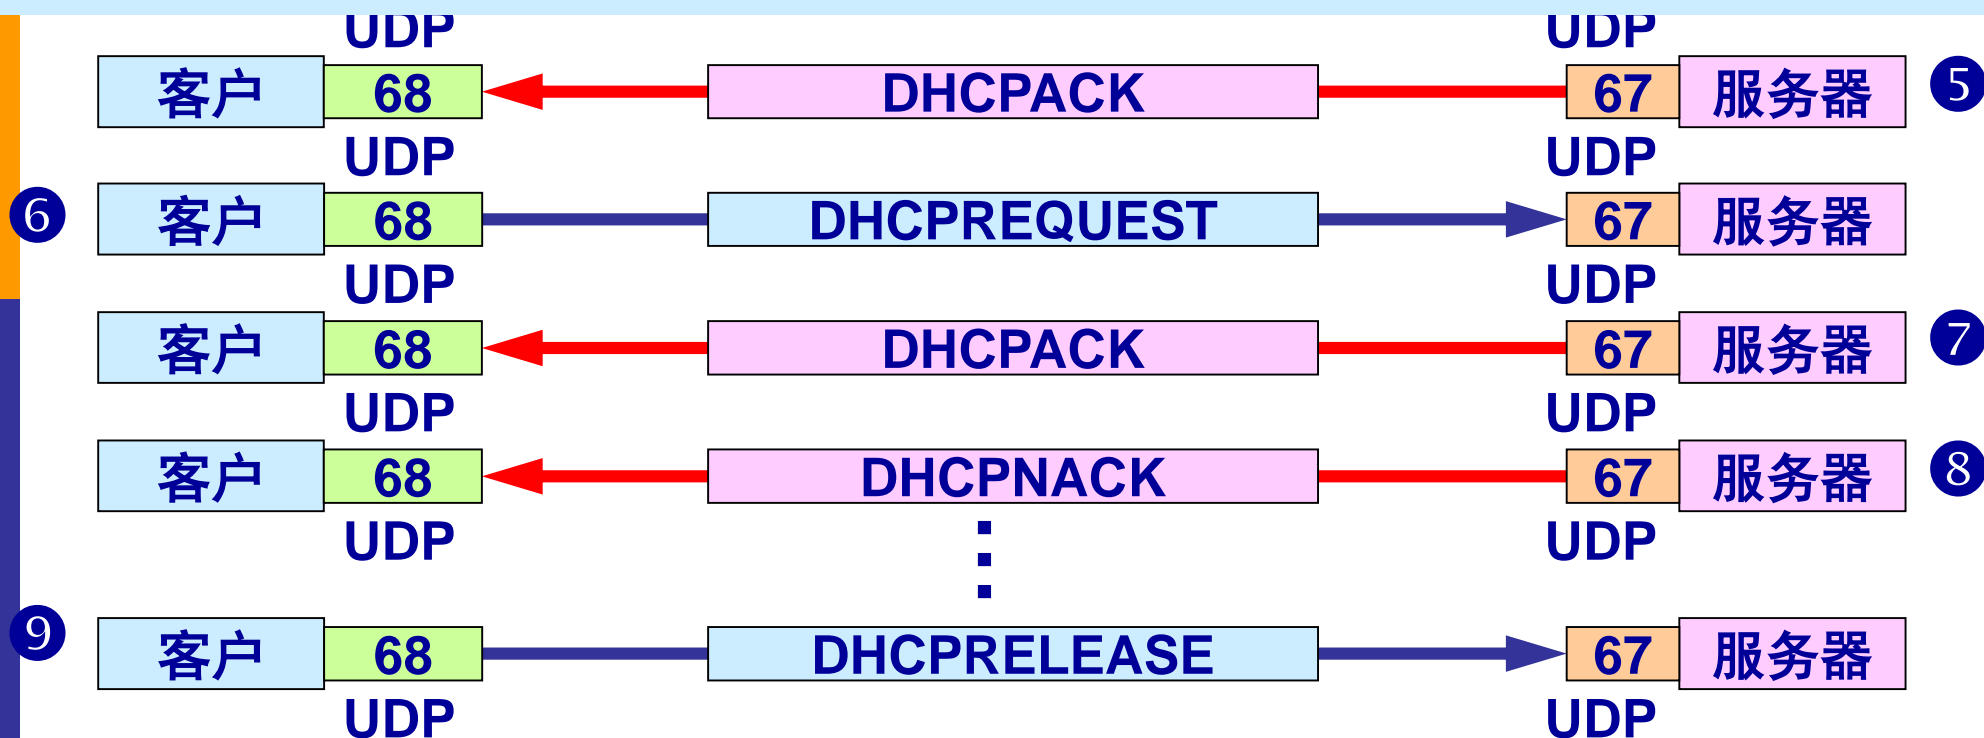 UDP UDP
客户 68 DHCPACK 67 服务器 5
UDP UDP
6 客户 68 DHCPREQUEST 67 服务器
UDP UDP
客户 68 DHCPACK 67 服务器 7
UDP UDP
客户 68 DHCPNACK 67 服务器 8
UDP UDP
9 客户 68 DHCPRELEASE 67 服务器
UDP UDP